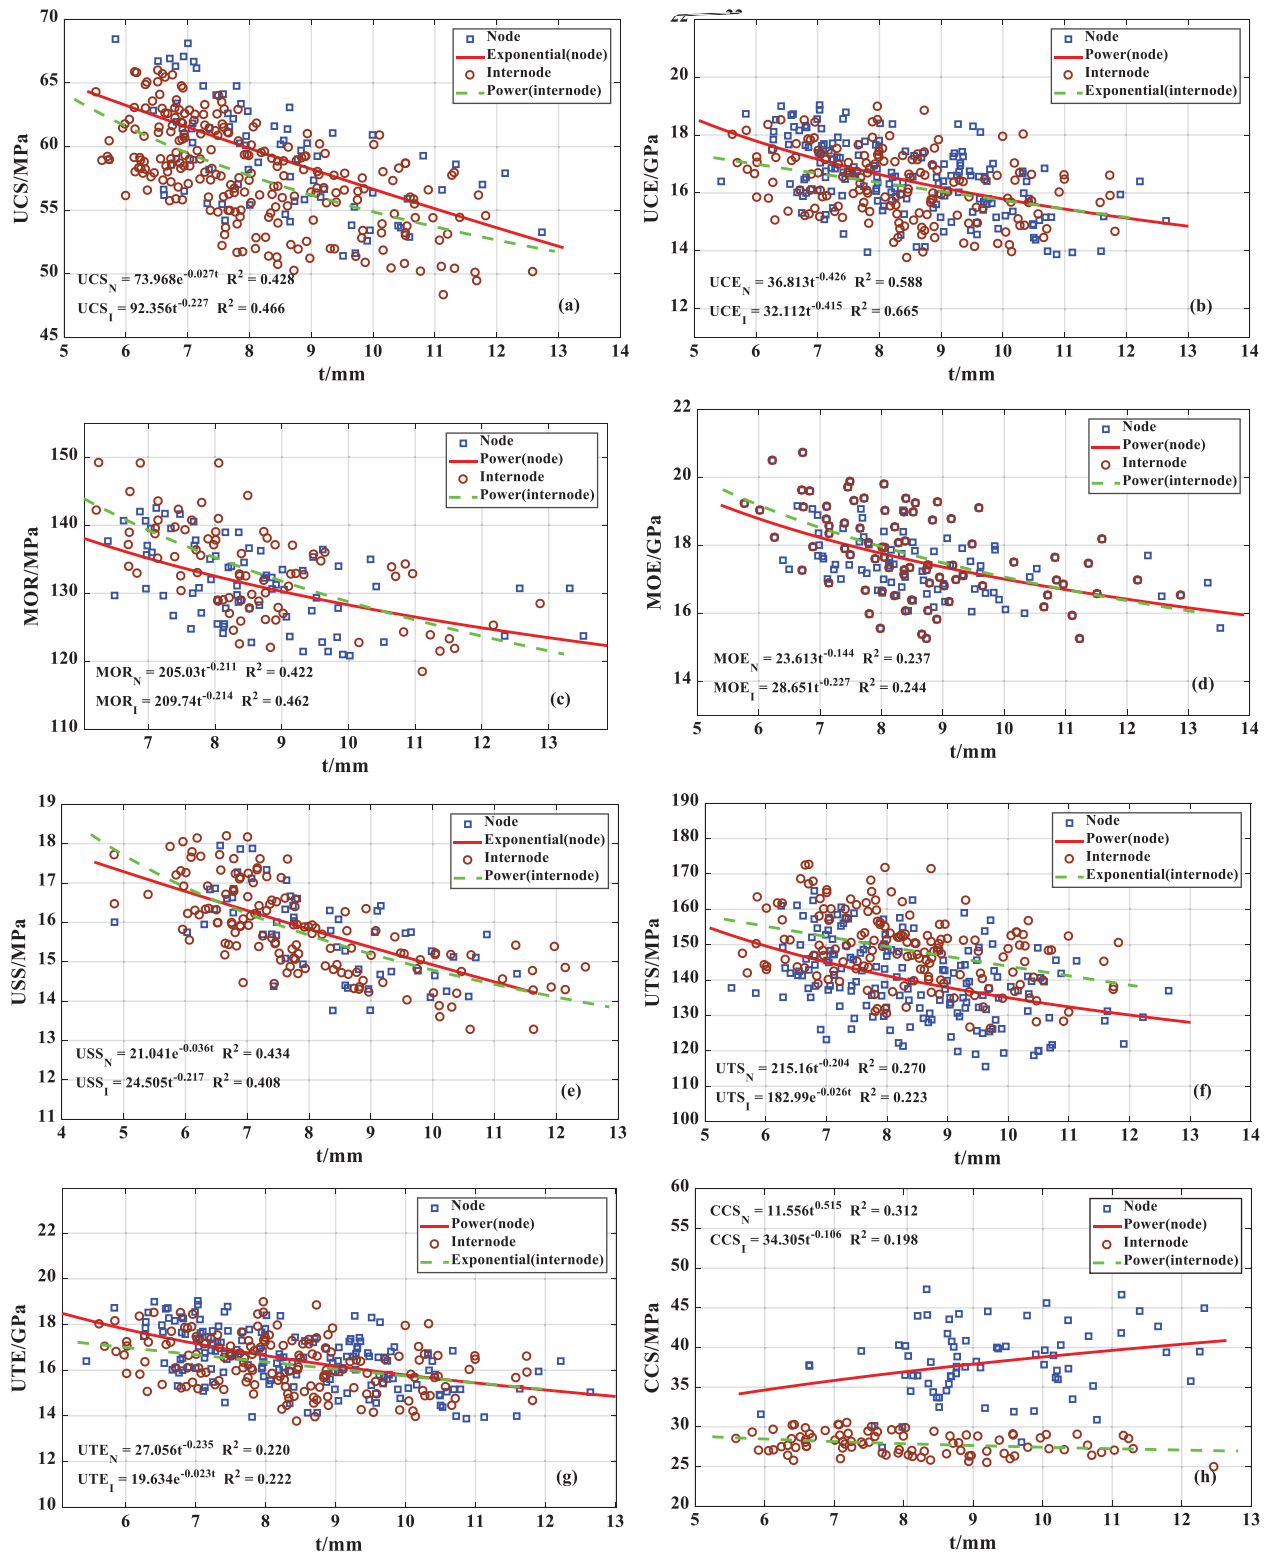 70
65
60
55
50
45
UCS/MPa
Node
Exponential(node)
Internode
Power(internode)
UCS_N = 73.968e^-0.027t R^2 = 0.428
UCS_I = 92.356t^-0.227 R^2 = 0.466
(a)
5 6 7 8 9 10 11 12 13 14
t/mm
22
20
18
16
14
12
UCE/GPa
Node
Power(node)
Internode
Exponential(internode)
UCE_N = 36.813t^-0.426 R^2 = 0.588
UCE_I = 32.112t^-0.415 R^2 = 0.665
(b)
5 6 7 8 9 10 11 12 13 14
t/mm
150
140
130
120
110
MOR/MPa
Node
Power(node)
Internode
Power(internode)
MOR_N = 205.03t^-0.211 R^2 = 0.422
MOR_I = 209.74t^-0.214 R^2 = 0.462
(c)
7 8 9 10 11 12 13
t/mm
22
20
18
16
14
MOE/GPa
Node
Power(node)
Internode
Power(internode)
MOE_N = 23.613t^-0.144 R^2 = 0.237
MOE_I = 28.651t^-0.227 R^2 = 0.244
(d)
5 6 7 8 9 10 11 12 13 14
t/mm
19
18
17
16
15
14
13
12
11
USS/MPa
Node
Exponential(node)
Internode
Power(internode)
USS_N = 21.041e^-0.036t R^2 = 0.434
USS_I = 24.505t^-0.217 R^2 = 0.408
(e)
4 5 6 7 8 9 10 11 12 13
t/mm
190
180
170
160
150
140
130
120
110
100
UTS/MPa
Node
Power(node)
Internode
Exponential(internode)
UTS_N = 215.16t^-0.204 R^2 = 0.270
UTS_I = 182.99e^-0.026t R^2 = 0.223
(f)
5 6 7 8 9 10 11 12 13 14
t/mm
22
20
18
16
14
12
10
UTE/GPa
Node
Power(node)
Internode
Exponential(internode)
UTE_N = 27.056t^-0.235 R^2 = 0.220
UTE_I = 19.634e^-0.023t R^2 = 0.222
(g)
6 7 8 9 10 11 12 13
t/mm
60
55
50
45
40
35
30
25
20
CCS/MPa
CCS_N = 11.556t^0.515 R^2 = 0.312
CCS_I = 34.305t^-0.106 R^2 = 0.198
Node
Power(node)
Internode
Power(internode)
(h)
5 6 7 8 9 10 11 12 13
t/mm